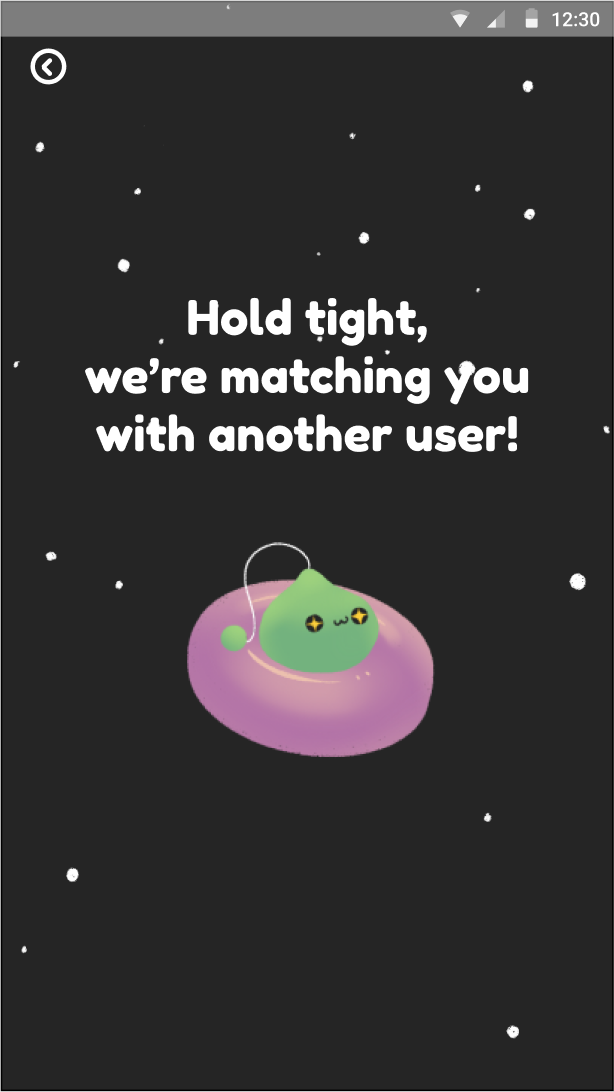 12:30
Hold tight,
we’re matching you
with another user!